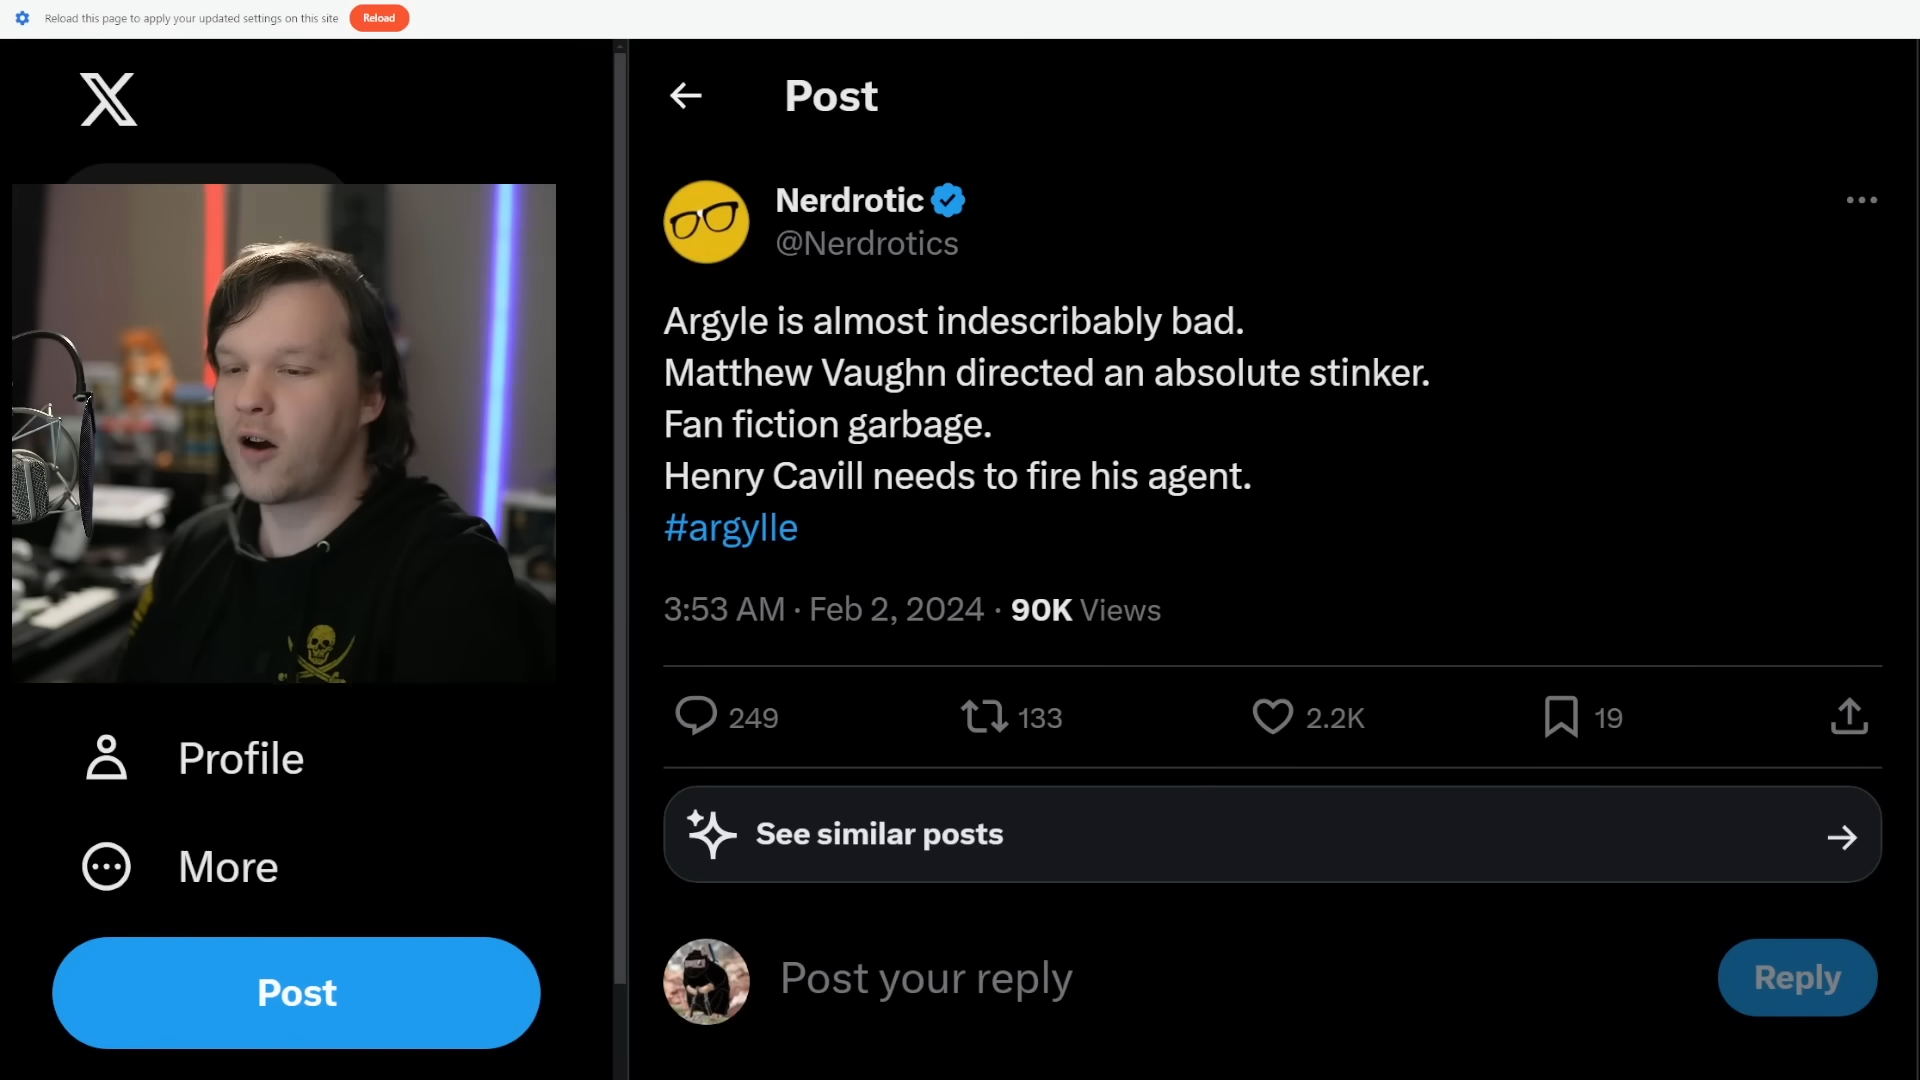 Reload this page to apply your updated settings on this site Reload
X
Post
Nerdrotic
@Nerdrotics
Argyle is almost indescribably bad.
Matthew Vaughn directed an absolute stinker.
Fan fiction garbage.
Henry Cavill needs to fire his agent.
#argylle
3:53 AM · Feb 2, 2024 · 90K Views
249 133 2.2K 19
See similar posts
Post your reply Reply
Profile
More
Post